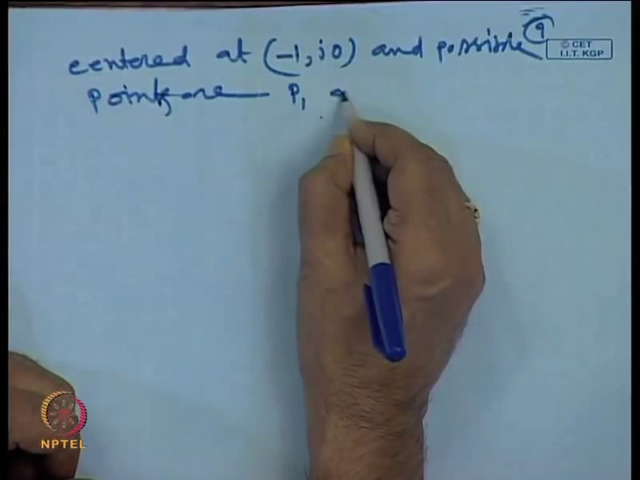 centered at (-1, j0) and possible
points are P₁
9
© CET
I.I.T. KGP
NPTEL